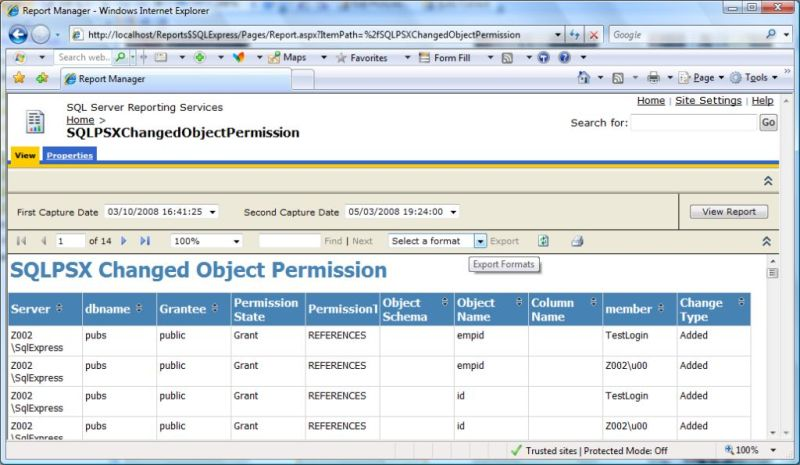 Report Manager - Windows Internet Explorer
http://localhost/Reports$SQLExpress/Pages/Report.aspx?ItemPath=%2fSQLPSXChangedObjectPermission
Google
Search web...
Maps
Favorites
Form Fill
Report Manager
Page
Tools
Home | Site Settings | Help
SQL Server Reporting Services
Home >
SQLPSXChangedObjectPermission
Search for:
Go
View
Properties
First Capture Date 03/10/2008 16:41:25
Second Capture Date 05/03/2008 19:24:00
View Report
1 of 14
100%
Find | Next
Select a format
Export
Export Formats
SQLPSX Changed Object Permission
Server dbname Grantee Permission State PermissionT Object Schema Object Name Column Name member Change Type
Z002\SqlExpress pubs public Grant REFERENCES empid TestLogin Added
Z002\SqlExpress pubs public Grant REFERENCES empid Z002\u00 Added
Z002\SqlExpress pubs public Grant REFERENCES id TestLogin Added
Z002\SqlExpress pubs public Grant REFERENCES id Z002\u00 Added
Trusted sites | Protected Mode: Off
100%